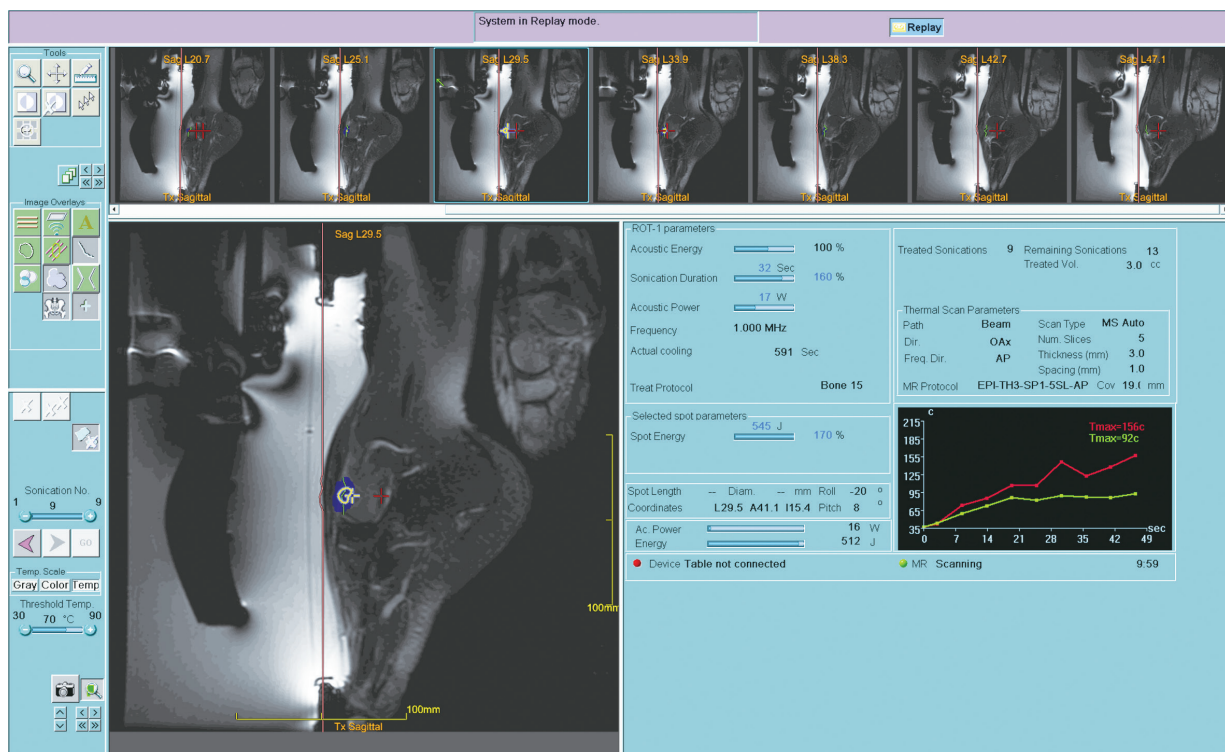 System in Replay mode.
Replay
Tools
Sag L20.7
Sag L25.1
Sag L29.5
Sag L33.9
Sag L38.3
Sag L42.7
Sag L47.1
Tx Sagittal
Tx Sagittal
Tx Sagittal
Tx Sagittal
Tx Sagittal
Tx Sagittal
Tx Sagittal
Image Overlays
A
Sonication No.
1 9 9
GO
Temp. Scale
Gray Color Temp
Threshold Temp.
30 70 °C 90
Sag L29.5
100mm
100mm
Tx Sagittal
ROT-1 parameters
Acoustic Energy 100 %
Sonication Duration 32 Sec 160 %
Acoustic Power 17 W
Frequency 1.000 MHz
Actual cooling 591 Sec
Treat Protocol Bone 15
Selected spot parameters
Spot Energy 545 J 170 %
Spot Length -- Diam. -- mm Roll -20 °
Coordinates L29.5 A41.1 I15.4 Pitch 8 °
Ac. Power 16 W
Energy 512 J
Treated Sonications 9 Remaining Sonications 13
Treated Vol. 3.0 cc
Thermal Scan Parameters
Path Beam Scan Type MS Auto
Dir. OAx Num. Slices 5
Freq. Dir. AP Thickness (mm) 3.0
Spacing (mm) 1.0
MR Protocol EPI-TH3-SP1-5SL-AP Cov 19.( mm
c
215
185
155
125
95
65
35
Tmax=156c
Tmax=92c
0 7 14 21 28 35 42 49
sec
Device Table not connected MR Scanning 9:59